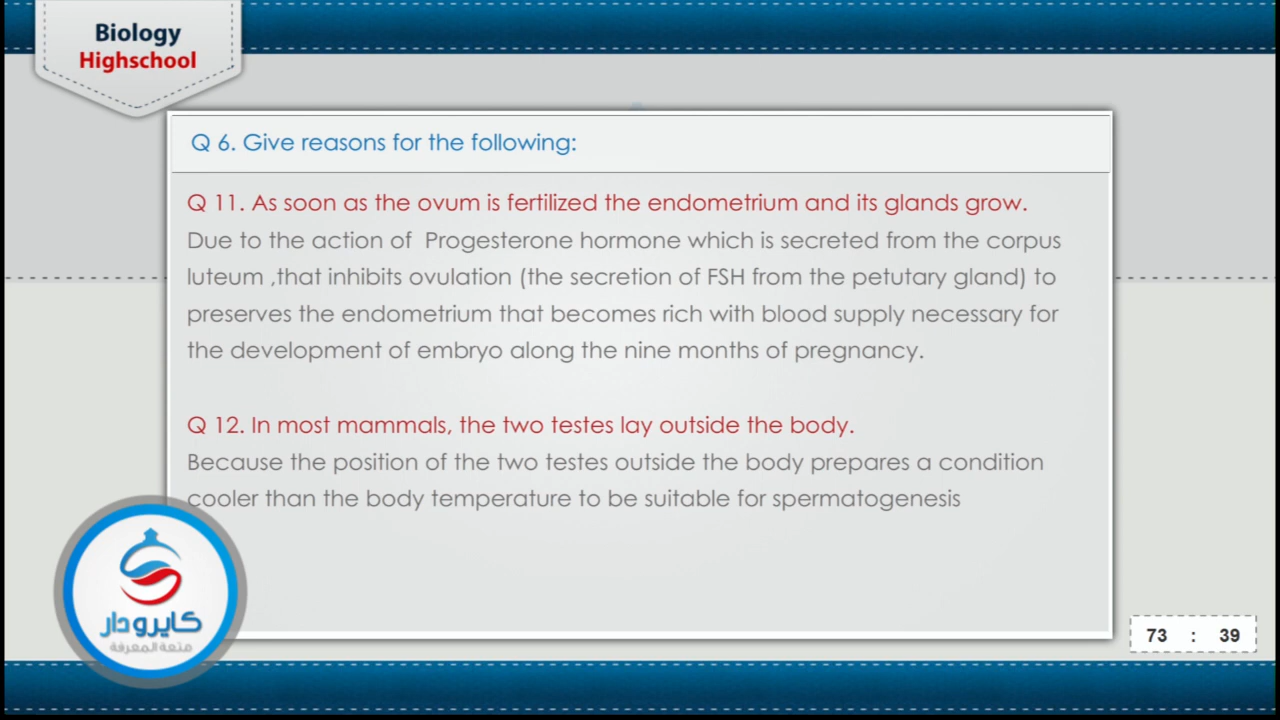 Biology
Highschool
Q 6. Give reasons for the following:
Q 11. As soon as the ovum is fertilized the endometrium and its glands grow.
Due to the action of Progesterone hormone which is secreted from the corpus
luteum ,that inhibits ovulation (the secretion of FSH from the petutary gland) to
preserves the endometrium that becomes rich with blood supply necessary for
the development of embryo along the nine months of pregnancy.
Q 12. In most mammals, the two testes lay outside the body.
Because the position of the two testes outside the body prepares a condition
cooler than the body temperature to be suitable for spermatogenesis
كايرودار
متعة المعرفة
73 : 39